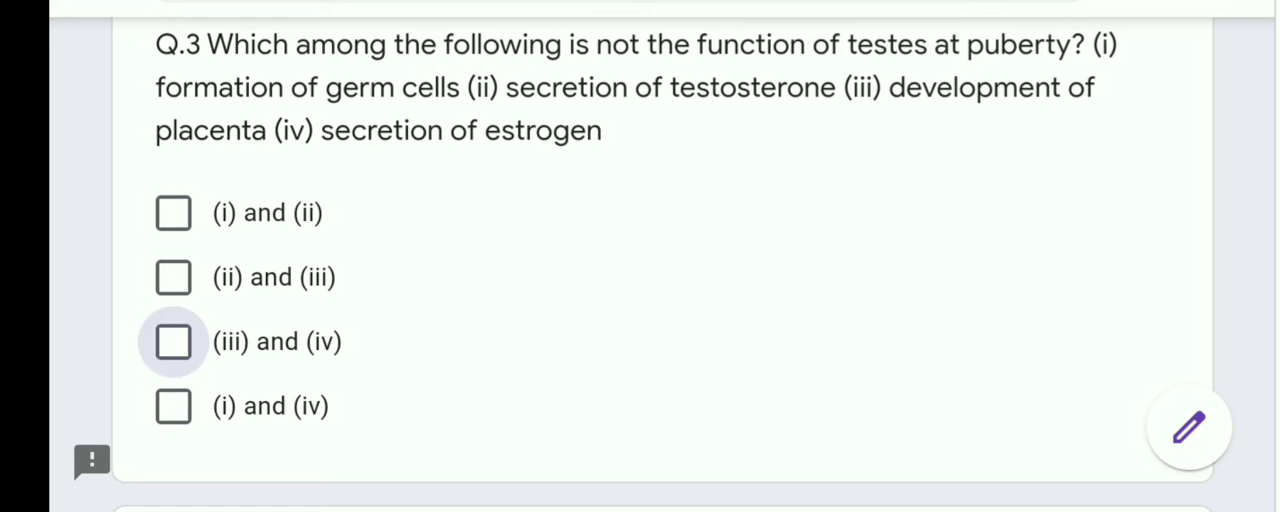 Q.3 Which among the following is not the function of testes at puberty? (i)
formation of germ cells (ii) secretion of testosterone (iii) development of
placenta (iv) secretion of estrogen
(i) and (ii)
(ii) and (iii)
(iii) and (iv)
(i) and (iv)